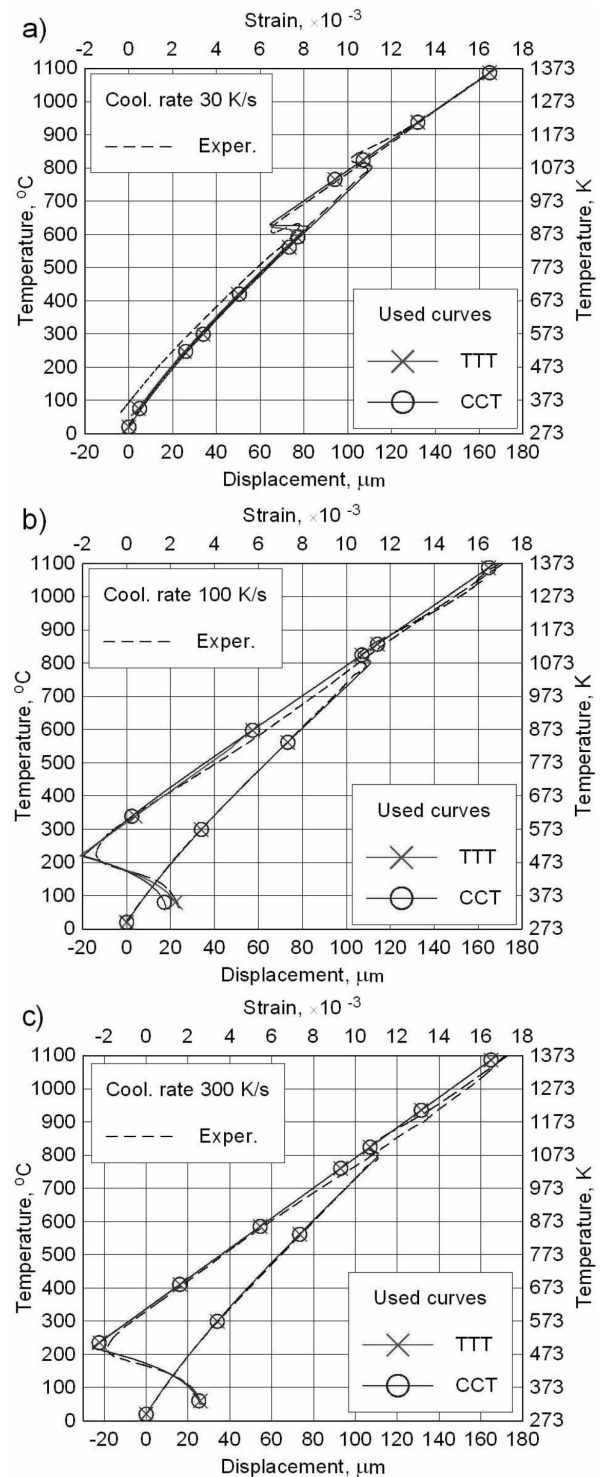 a)
Strain, ×10 -3
-2 0 2 4 6 8 10 12 14 16 18
1100 1373
1000 1273
900 1173
800 1073
700 973
600 873
500 773
400 673
300 573
200 473
100 373
0 273
Temperature, °C
Temperature, K
Cool. rate 30 K/s
Exper.
Used curves
TTT
CCT
-20 0 20 40 60 80 100 120 140 160 180
Displacement, μm
b)
Strain, ×10 -3
-2 0 2 4 6 8 10 12 14 16 18
1100 1373
1000 1273
900 1173
800 1073
700 973
600 873
500 773
400 673
300 573
200 473
100 373
0 273
Temperature, °C
Temperature, K
Cool. rate 100 K/s
Exper.
Used curves
TTT
CCT
-20 0 20 40 60 80 100 120 140 160 180
Displacement, μm
c)
Strain, ×10 -3
-2 0 2 4 6 8 10 12 14 16 18
1100 1373
1000 1273
900 1173
800 1073
700 973
600 873
500 773
400 673
300 573
200 473
100 373
0 273
Temperature, °C
Temperature, K
Cool. rate 300 K/s
Exper.
Used curves
TTT
CCT
-20 0 20 40 60 80 100 120 140 160 180
Displacement, μm